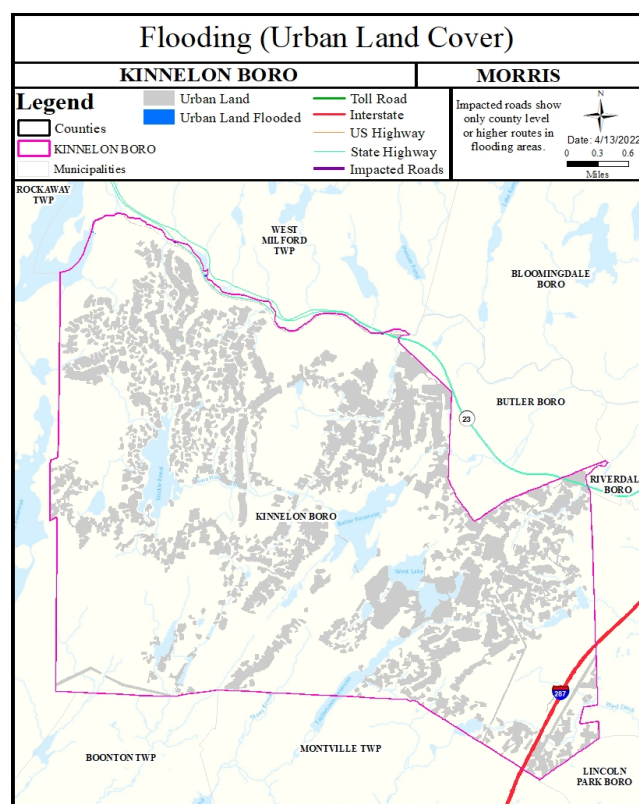 Flooding (Urban Land Cover)
KINNELON BORO
MORRIS
Legend
Counties
KINNELON BORO
Municipalities
Urban Land
Urban Land Flooded
Toll Road
Interstate
US Highway
State Highway
Impacted Roads
Impacted roads show
only county level
or higher routes in
flooding areas.
N
Date: 4/13/2022
0 0.3 0.6
Miles
ROCKAWAY
TWP
WEST
MILFORD
TWP
BLOOMINGDALE
BORO
BUTLER BORO
23
RIVERDAL
BORO
KINNELON BORO
West Lake
287
BOONTON TWP
MONTVILLE TWP
LINCOLN
PARK BORO